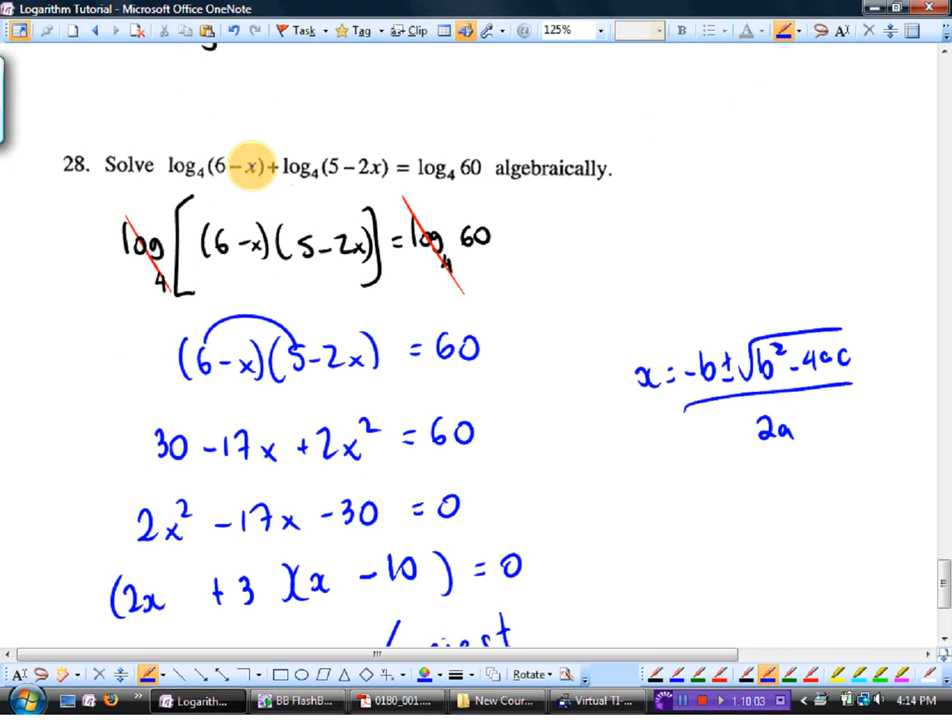 Logarithm Tutorial - Microsoft Office OneNote
Task Tag Clip 125% B A
28. Solve log₄(6 − x) + log₄(5 − 2x) = log₄ 60 algebraically.
log₄[(6-x)(5-2x)] = log₄ 60
(6-x)(5-2x) = 60
x = -b ± √b² - 4ac
2a
30 - 17x + 2x² = 60
2x² - 17x - 30 = 0
(2x + 3)(x - 10) = 0
Rotate
Logarith... BB FlashB... 0180_001.... New Cour... Virtual TI-... 1:10:03 4:14 PM